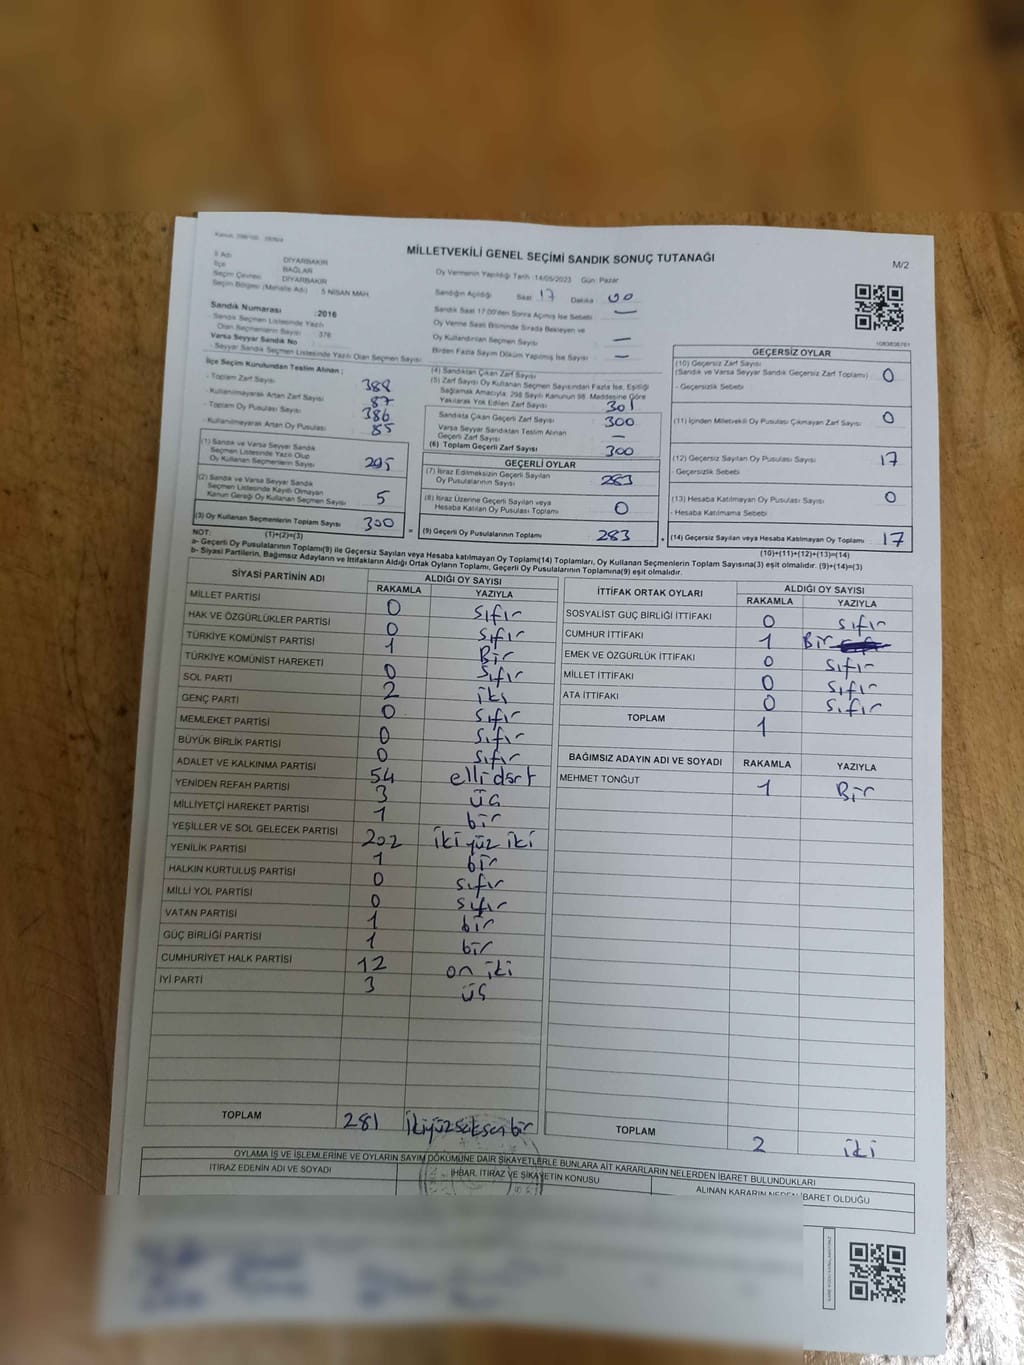 MİLLETVEKİLİ GENEL SEÇİMİ SANDIK SONUÇ TUTANAĞI
M/2
İl Adı DİYARBAKIR
İlçe BAĞLAR
Seçim Çevresi DİYARBAKIR
Seçim Bölgesi (Mahalle Adı) : 5 NİSAN MAH.
Oy Vermenin Yapıldığı Tarih :14/05/2023 Gün: Pazar
Sandığın Açıldığı Saat 17 Dakika 00
Sandık Numarası :2016
- Sandık Seçmen Listesinde Yazılı
Olan Seçmenlerin Sayısı : 376
Varsa Seyyar Sandık No
- Seyyar Sandık Seçmen Listesinde Yazılı Olan Seçmen Sayısı
Sandık Saat 17.00'den Sonra Açılmış İse Sebebi —
Oy Verme Saati Bitiminde Sırada Bekleyen ve
Oy Kullandırılan Seçmen Sayısı —
Birden Fazla Sayım Döküm Yapılmış İse Sayısı —
İlçe Seçim Kurulundan Teslim Alınan ;
- Toplam Zarf Sayısı 388
- Kullanılmayarak Artan Zarf Sayısı 87
- Toplam Oy Pusulası Sayısı 386
- Kullanılmayarak Artan Oy Pusulası 85
(1) Sandık ve Varsa Seyyar Sandık
Seçmen Listesinde Yazılı Olup
Oy Kullanan Seçmenlerin Sayısı 295
(2) Sandık ve Varsa Seyyar Sandık
Seçmen Listesinde Kayıtlı Olmayan
Kanun Gereği Oy Kullanan Seçmen Sayısı 5
(3) Oy Kullanan Seçmenlerin Toplam Sayısı 300
(1)+(2)=(3)
(4) Sandıktan Çıkan Zarf Sayısı
(5) Zarf Sayısı Oy Kullanan Seçmen Sayısından Fazla İse, Eşitliği
Sağlamak Amacıyla; 298 Sayılı Kanunun 98. Maddesine Göre
Yakılarak Yok Edilen Zarf Sayısı 301
Sandıkta Çıkan Geçerli Zarf Sayısı 300
Varsa Seyyar Sandıktan Teslim Alınan
Geçerli Zarf Sayısı —
(6) Toplam Geçerli Zarf Sayısı 300
GEÇERLİ OYLAR
(7) İtiraz Edilmeksizin Geçerli Sayılan
Oy Pusulalarının Sayısı 283
(8) İtiraz Üzerine Geçerli Sayılan veya
Hesaba Katılan Oy Pusulası Toplamı 0
= (9) Geçerli Oy Pusulalarının Toplamı 283
GEÇERSİZ OYLAR
(10) Geçersiz Zarf Sayısı
(Sandık ve Varsa Seyyar Sandık Geçersiz Zarf Toplamı) 0
- Geçersizlik Sebebi
(11) İçinden Milletvekili Oy Pusulası Çıkmayan Zarf Sayısı 0
(12) Geçersiz Sayılan Oy Pusulası Sayısı 17
- Geçersizlik Sebebi
(13) Hesaba Katılmayan Oy Pusulası Sayısı 0
- Hesaba Katılmama Sebebi
+ (14) Geçersiz Sayılan veya Hesaba Katılmayan Oy Toplamı 17
(10)+(11)+(12)+(13)=(14)
NOT:
a- Geçerli Oy Pusulalarının Toplamı(9) ile Geçersiz Sayılan veya Hesaba katılmayan Oy Toplamı(14) Toplamları, Oy Kullanan Seçmenlerin Toplam Sayısına(3) eşit olmalıdır. (9)+(14)=(3)
b- Siyasi Partilerin, Bağımsız Adayların ve İttifakların Aldığı Ortak Oyların Toplamı, Geçerli Oy Pusulalarının Toplamına(9) eşit olmalıdır.
SİYASİ PARTİNİN ADI ALDIĞI OY SAYISI
RAKAMLA YAZIYLA
MİLLET PARTİSİ 0 sıfır
HAK VE ÖZGÜRLÜKLER PARTİSİ 0 sıfır
TÜRKİYE KOMÜNİST PARTİSİ 1 Bir
TÜRKİYE KOMÜNİST HAREKETİ 0 sıfır
SOL PARTİ 2 iki
GENÇ PARTİ 0 sıfır
MEMLEKET PARTİSİ 0 sıfır
BÜYÜK BİRLİK PARTİSİ 0 sıfır
ADALET VE KALKINMA PARTİSİ 54 ellidört
YENİDEN REFAH PARTİSİ 3 üç
MİLLİYETÇİ HAREKET PARTİSİ 1 bir
YEŞİLLER VE SOL GELECEK PARTİSİ 202 iki yüz iki
YENİLİK PARTİSİ 1 bir
HALKIN KURTULUŞ PARTİSİ 0 sıfır
MİLLİ YOL PARTİSİ 0 sıfır
VATAN PARTİSİ 1 bir
GÜÇ BİRLİĞİ PARTİSİ 1 bir
CUMHURİYET HALK PARTİSİ 12 on iki
İYİ PARTİ 3 üç
TOPLAM 281 ikiyüzseksenbir
İTTİFAK ORTAK OYLARI ALDIĞI OY SAYISI
RAKAMLA YAZIYLA
SOSYALİST GÜÇ BİRLİĞİ İTTİFAKI 0 sıfır
CUMHUR İTTİFAKI 1 Bir
EMEK VE ÖZGÜRLÜK İTTİFAKI 0 sıfır
MİLLET İTTİFAKI 0 sıfır
ATA İTTİFAKI 0 sıfır
TOPLAM 1
BAĞIMSIZ ADAYIN ADI VE SOYADI RAKAMLA YAZIYLA
MEHMET TONĞUT 1 Bir
TOPLAM 2 iki
OYLAMA İŞ VE İŞLEMLERİNE VE OYLARIN SAYIM DÖKÜMÜNE DAİR ŞİKAYETLERLE BUNLARA AİT KARARLARIN NELERDEN İBARET BULUNDUKLARI
İTİRAZ EDENİN ADI VE SOYADI İHBAR, İTİRAZ VE ŞİKAYETİN KONUSU ALINAN KARARIN NEDEN İBARET OLDUĞU